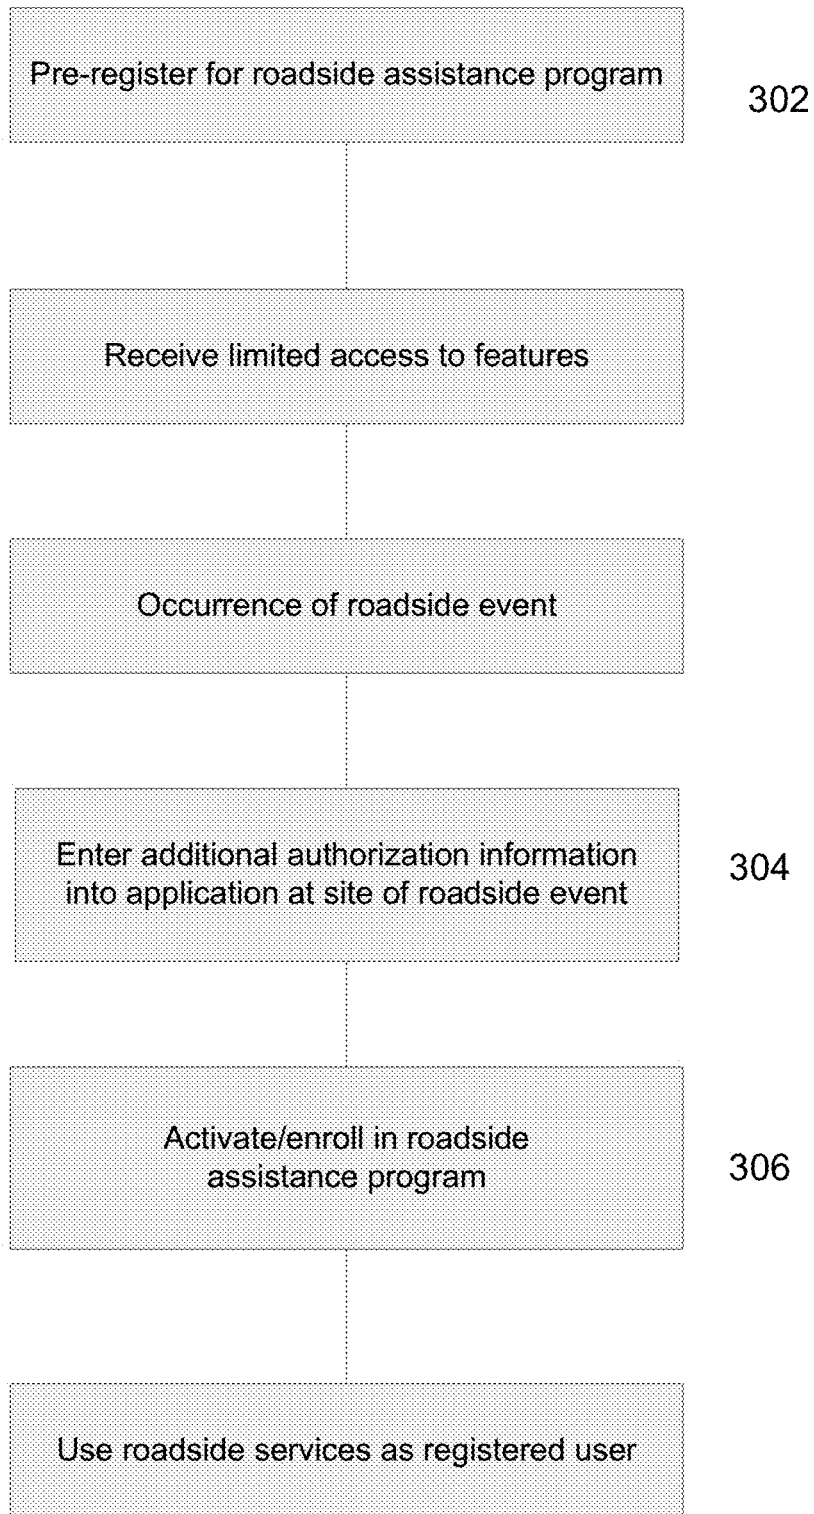 Pre-register for roadside assistance program
302
Receive limited access to features
Occurrence of roadside event
Enter additional authorization information
into application at site of roadside event
304
Activate/enroll in roadside
assistance program
306
Use roadside services as registered user